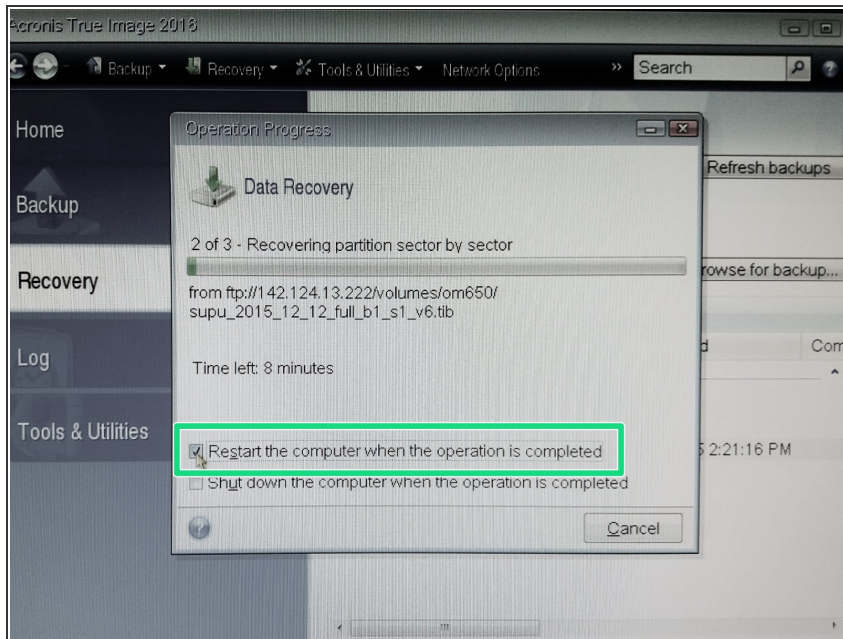 Acronis True Image 2016
Backup Recovery Tools & Utilities Network Options » Search
Home
Backup
Recovery
Log
Tools & Utilities
Refresh backups
rowse for backup...
d Com
5 2:21:16 PM
Operation Progress
Data Recovery
2 of 3 - Recovering partition sector by sector
from ftp://142.124.13.222/volumes/om650/
supu_2015_12_12_full_b1_s1_v6.tib
Time left: 8 minutes
Restart the computer when the operation is completed
Shut down the computer when the operation is completed
Cancel